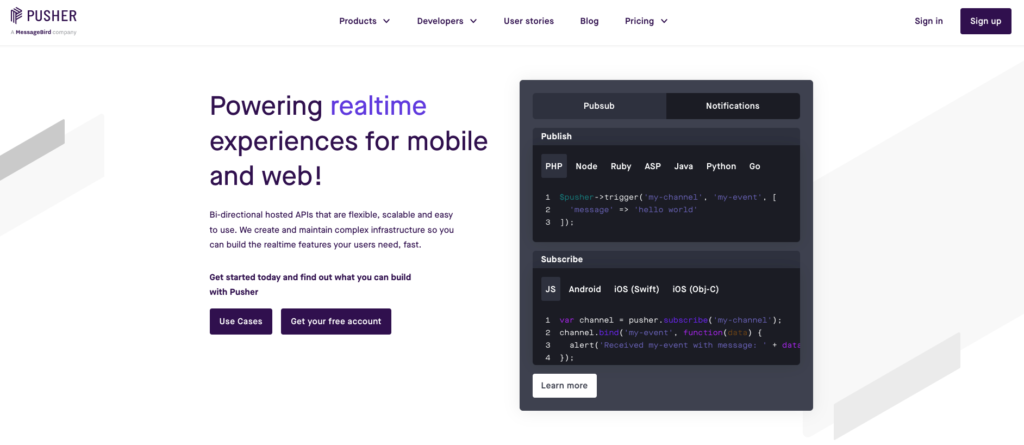 PUSHER
A MessageBird company
Products
Developers
User stories
Blog
Pricing
Sign in
Sign up
Powering realtime
experiences for mobile
and web!
Bi-directional hosted APIs that are flexible, scalable and easy
to use. We create and maintain complex infrastructure so you
can build the realtime features your users need, fast.
Get started today and find out what you can build
with Pusher
Use Cases
Get your free account
Pubsub
Notifications
Publish
PHP Node Ruby ASP Java Python Go
1 $pusher->trigger('my-channel', 'my-event', [
2 'message' => 'hello world'
3 ]);
Subscribe
JS Android iOS (Swift) iOS (Obj-C)
1 var channel = pusher.subscribe('my-channel');
2 channel.bind('my-event', function(data) {
3 alert('Received my-event with message: ' + data
4 });
Learn more